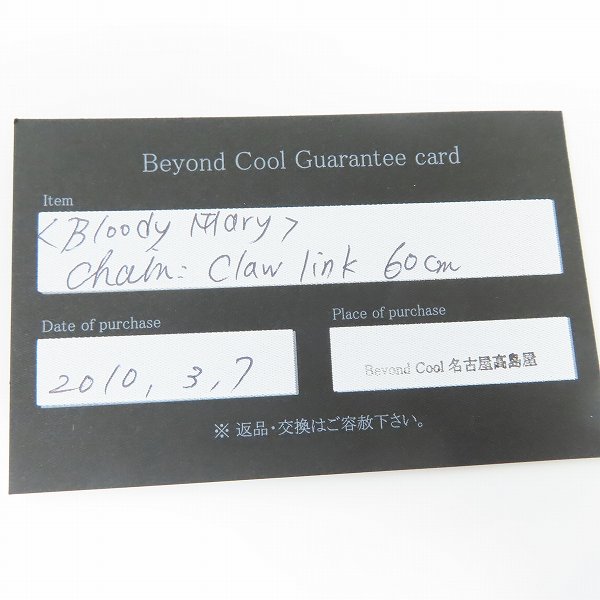 Beyond Cool Guarantee card
Item
<Bloody Mary>
Chain: Claw link 60cm
Date of purchase
2010, 3, 7
Place of purchase
Beyond Cool 名古屋高島屋
※ 返品・交換はご容赦下さい。